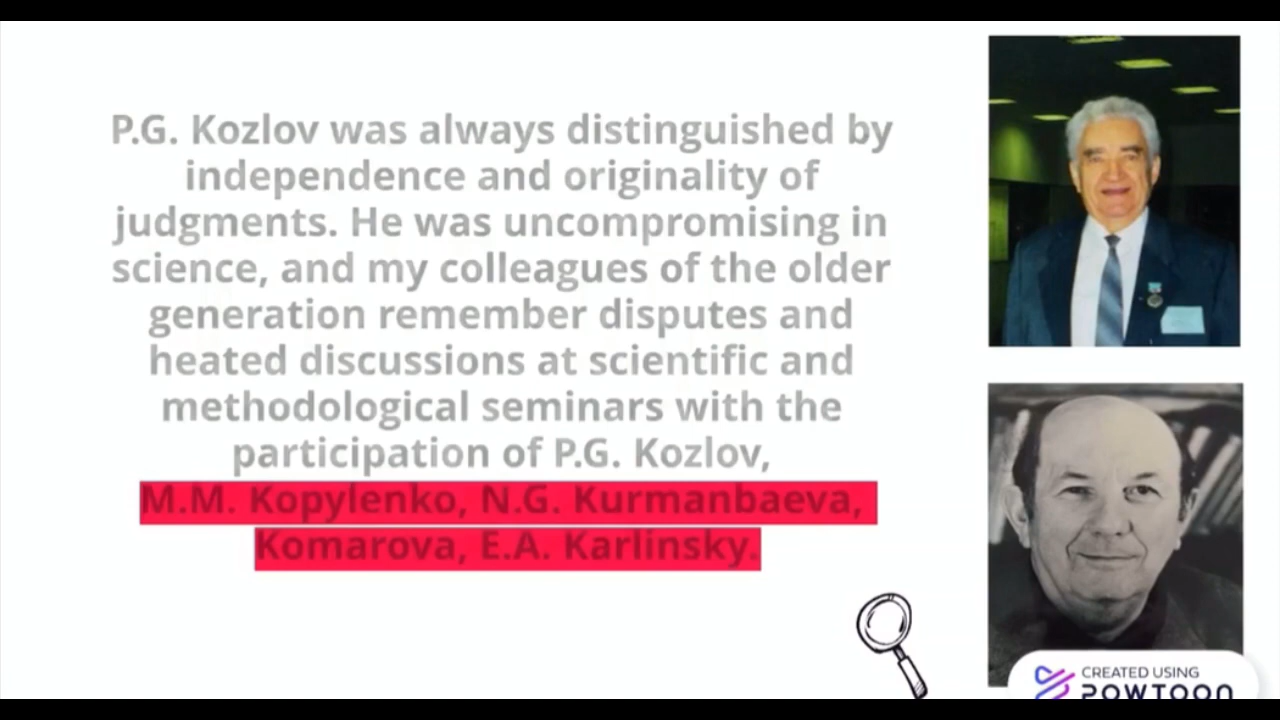 P.G. Kozlov was always distinguished by
independence and originality of
judgments. He was uncompromising in
science, and my colleagues of the older
generation remember disputes and
heated discussions at scientific and
methodological seminars with the
participation of P.G. Kozlov,
M.M. Kopylenko, N.G. Kurmanbaeva,
Komarova, E.A. Karlinsky.
CREATED USING
POWTOON